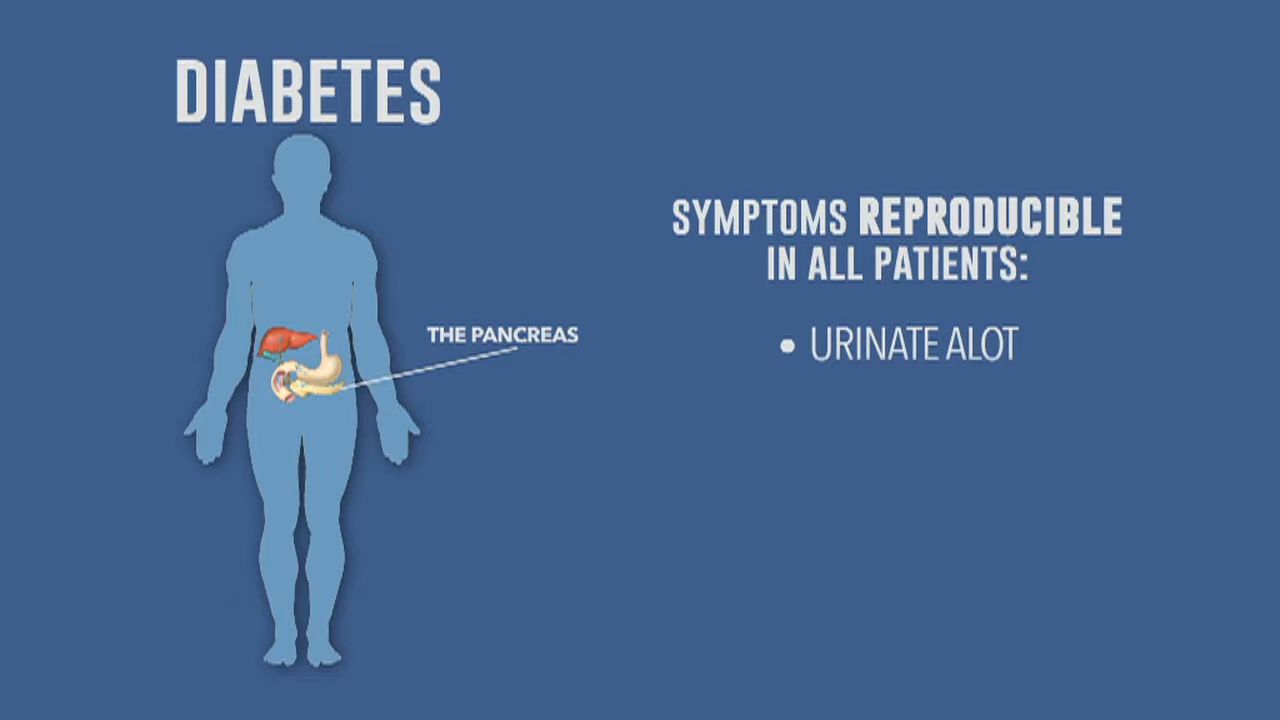 DIABETES
SYMPTOMS REPRODUCIBLE
IN ALL PATIENTS:
THE PANCREAS
• URINATE ALOT